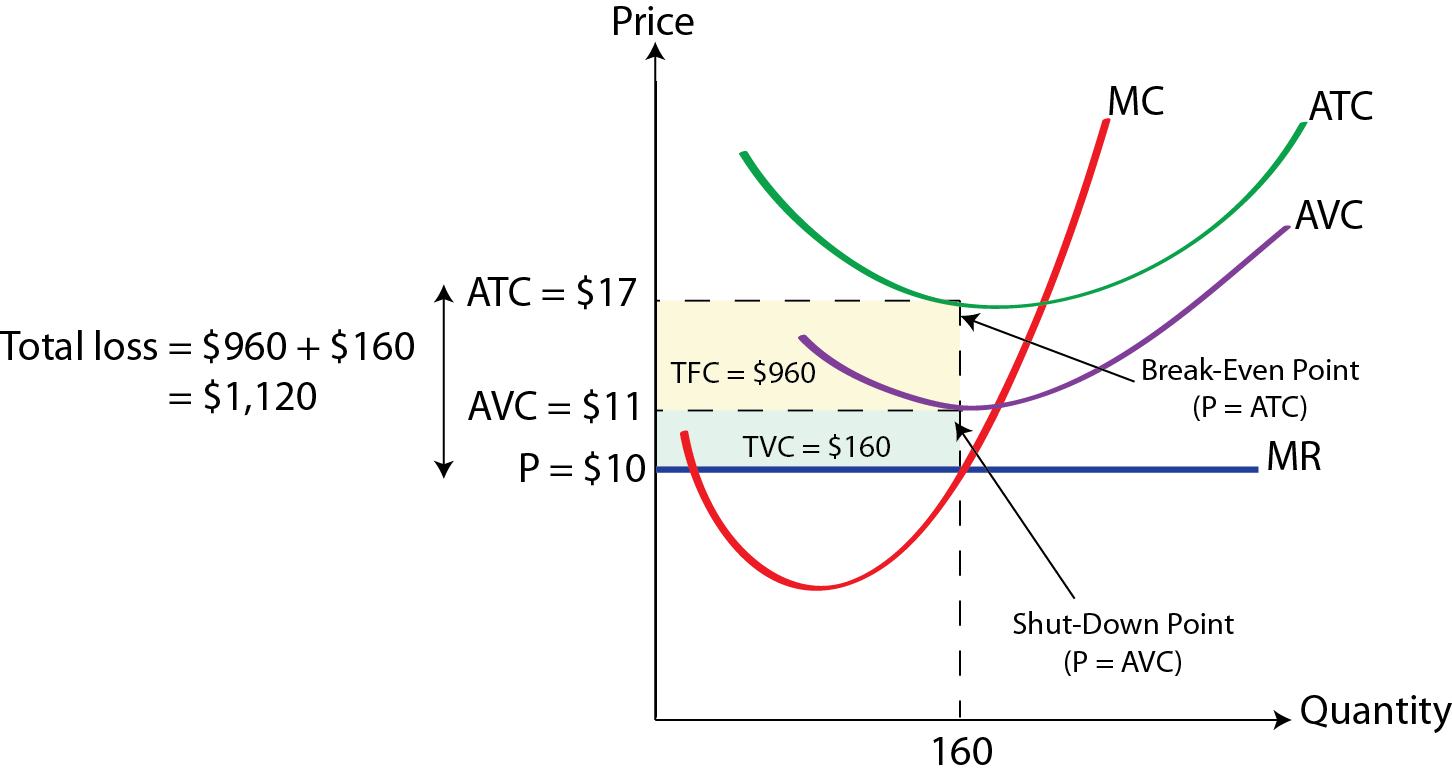 Price
MC
ATC
AVC
ATC = $17
Total loss = $960 + $160
= $1,120
TFC = $960
Break-Even Point
(P = ATC)
AVC = $11
TVC = $160
P = $10
MR
Shut-Down Point
(P = AVC)
Quantity
160